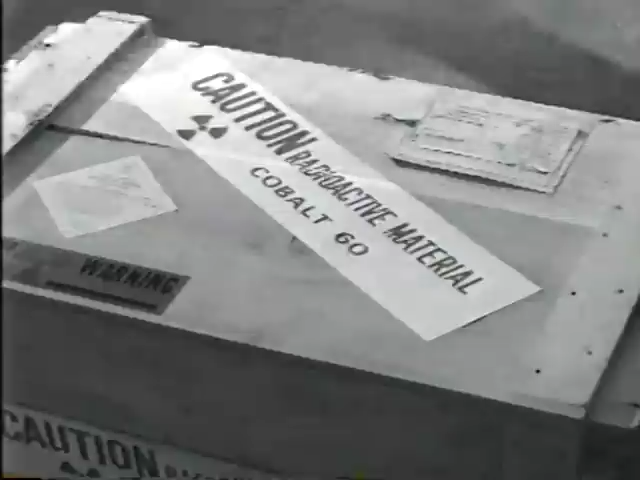 CAUTION RADIOACTIVE MATERIAL
COBALT 60
WARNING
CAUTION